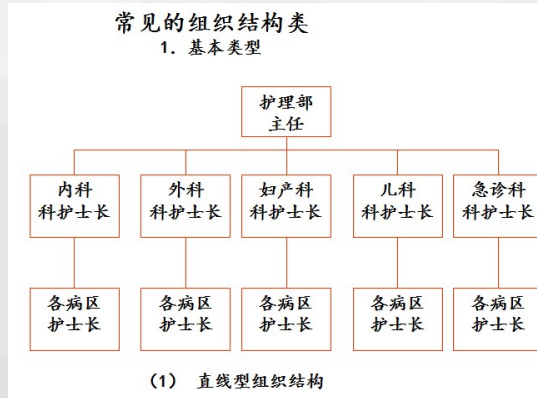 常见的组织结构类
1. 基本类型
护理部
主任
内科
科护士长
外科
科护士长
妇产科
科护士长
儿科
科护士长
急诊科
科护士长
各病区
护士长
各病区
护士长
各病区
护士长
各病区
护士长
各病区
护士长
(1) 直线型组织结构